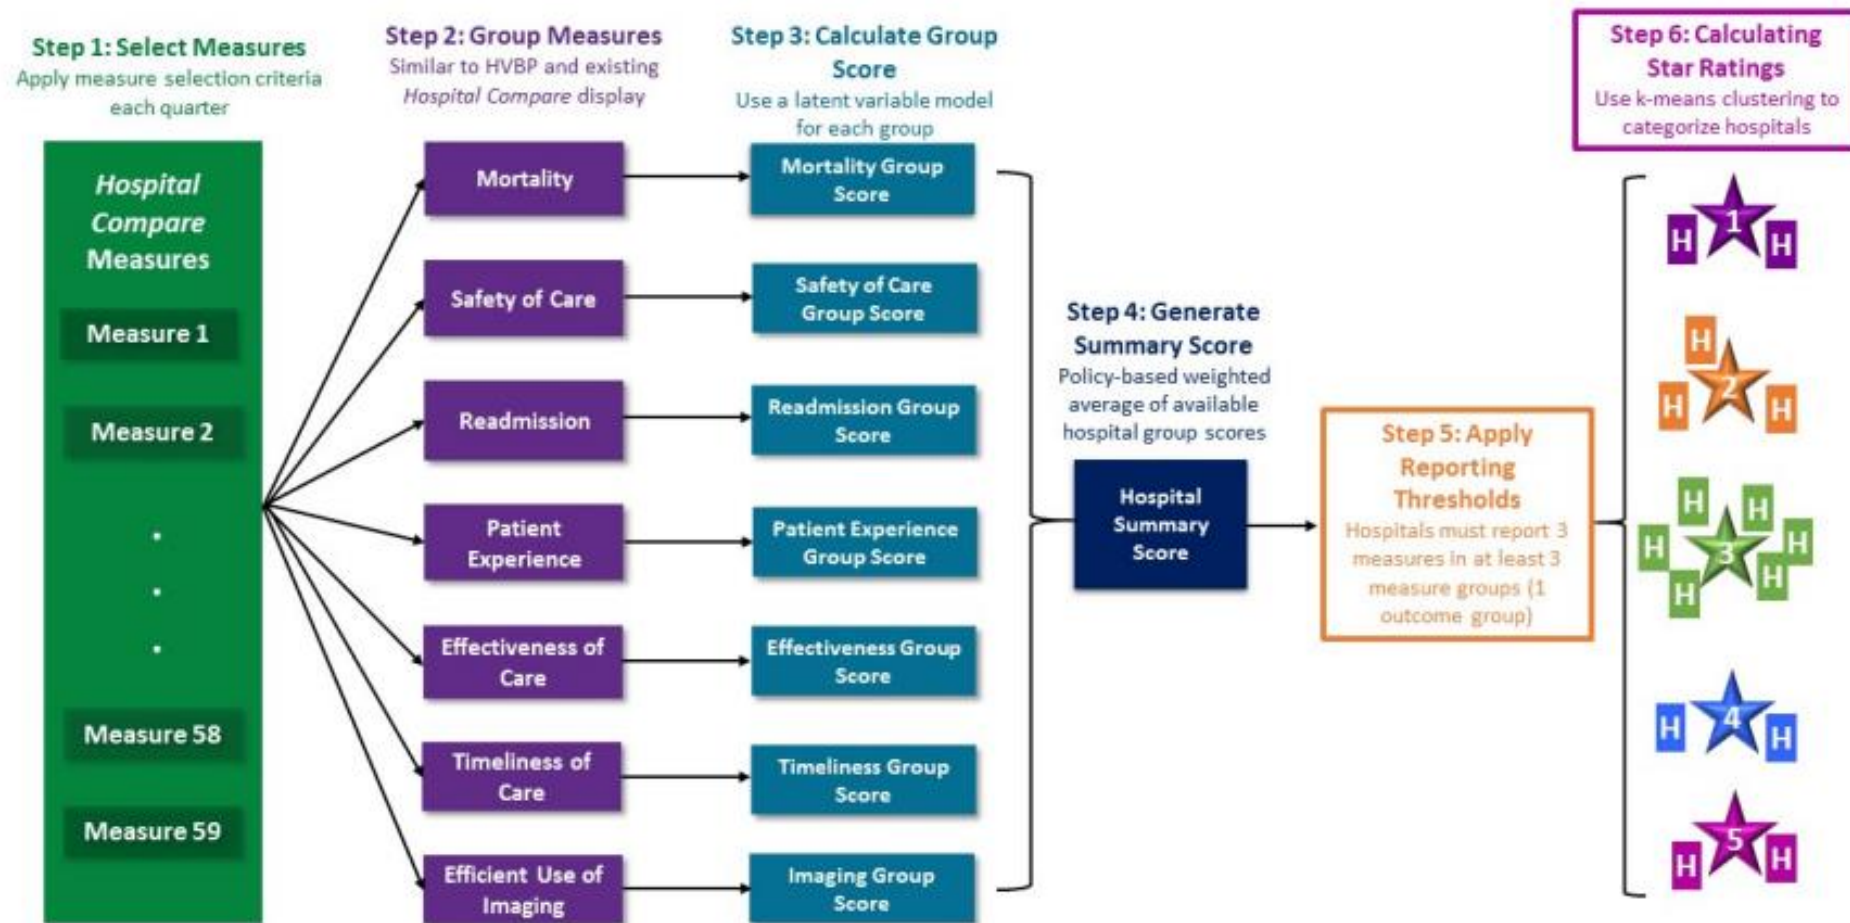 Step 1: Select Measures
Apply measure selection criteria
each quarter
Hospital
Compare
Measures
Measure 1
Measure 2
.
.
.
Measure 58
Measure 59
Step 2: Group Measures
Similar to HVBP and existing
Hospital Compare display
Mortality
Safety of Care
Readmission
Patient
Experience
Effectiveness of
Care
Timeliness of
Care
Efficient Use of
Imaging
Step 3: Calculate Group
Score
Use a latent variable model
for each group
Mortality Group
Score
Safety of Care
Group Score
Readmission Group
Score
Patient Experience
Group Score
Effectiveness Group
Score
Timeliness Group
Score
Imaging Group
Score
Step 4: Generate
Summary Score
Policy-based weighted
average of available
hospital group scores
Hospital
Summary
Score
Step 5: Apply
Reporting
Thresholds
Hospitals must report 3
measures in at least 3
measure groups (1
outcome group)
Step 6: Calculating
Star Ratings
Use k-means clustering to
categorize hospitals
1
H H
H
2
H H
H H
3
H H
H H
4
H H
5
H H